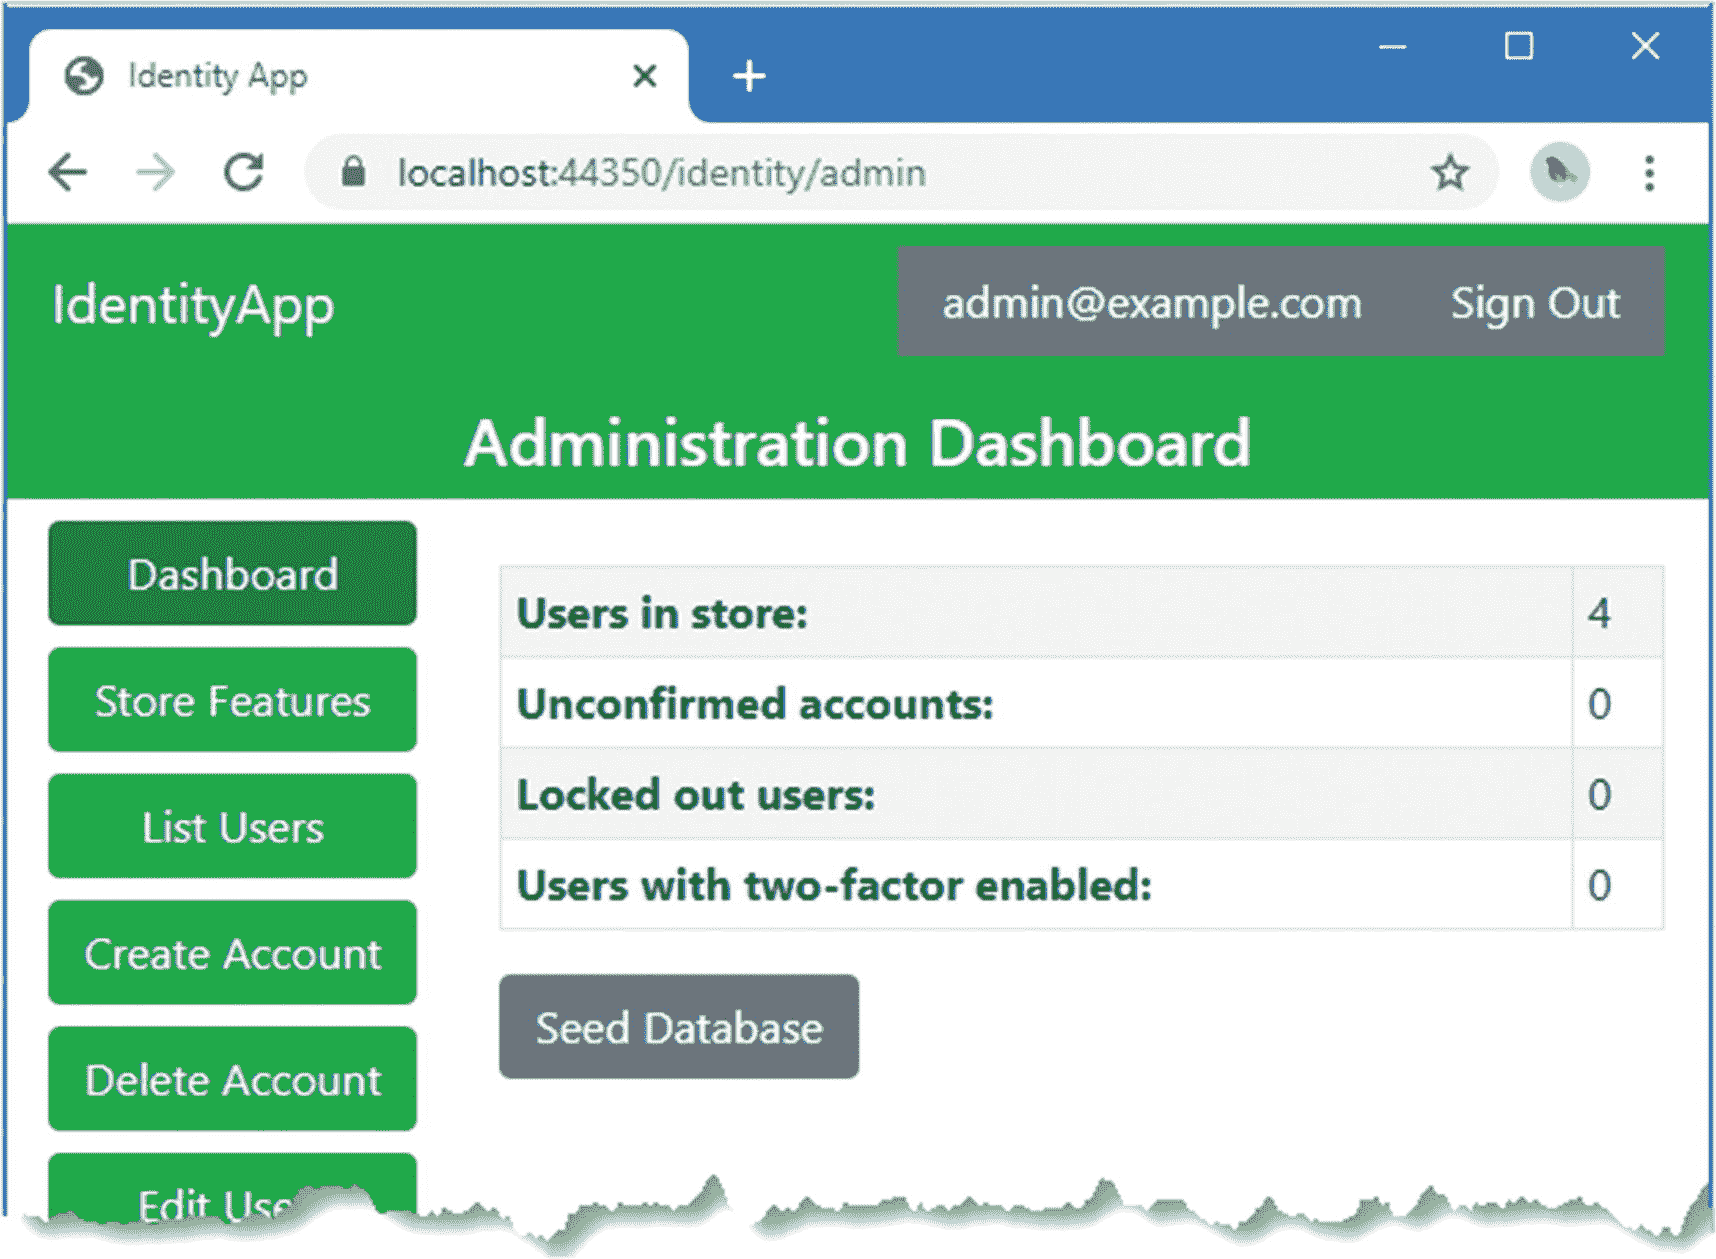 Identity App
localhost:44350/identity/admin
IdentityApp
admin@example.com Sign Out
Administration Dashboard
Dashboard
Store Features
List Users
Create Account
Delete Account
Edit Use
Users in store: 4
Unconfirmed accounts: 0
Locked out users: 0
Users with two-factor enabled: 0
Seed Database